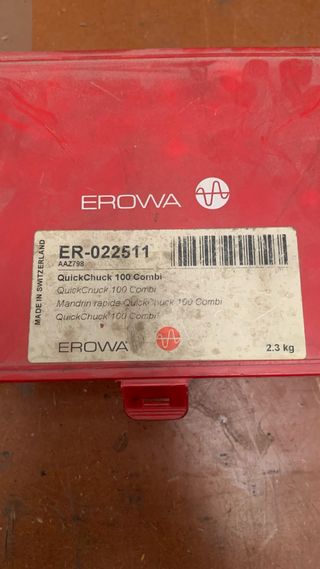 EROWA
MADE IN SWITZERLAND
ER-022511
AAZ798
QuickChuck 100 Combi
QuickChuck 100 Combi
Mandrin rapide QuickChuck 100 Combi
QuickChuck 100 Combi
EROWA
2.3 kg